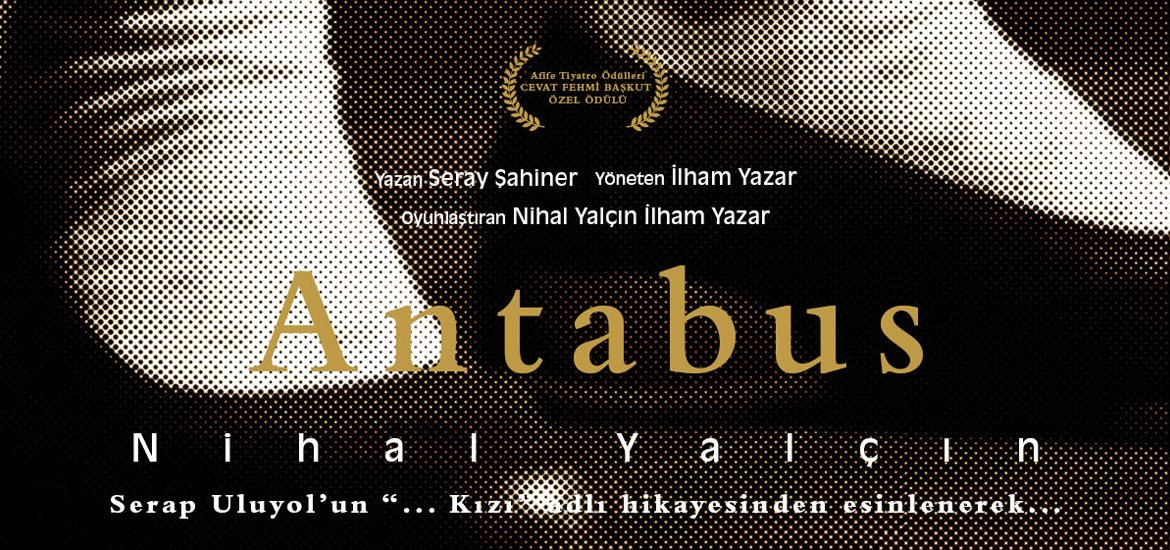 Afife Tiyatro Ödülleri
CEVAT FEHMİ BAŞKUT
ÖZEL ÖDÜLÜ
Yazan Seray Şahiner Yöneten İlham Yazar
Oyunlaştıran Nihal Yalçın İlham Yazar
Antabus
Nihal Yalçın
Serap Uluyol’un “... Kızı” adlı hikayesinden esinlenerek...